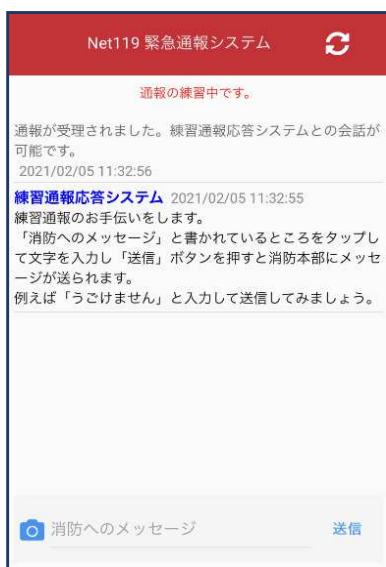 Net119 緊急通報システム
通報の練習中です。
通報が受理されました。練習通報応答システムとの会話が
可能です。
2021/02/05 11:32:56
練習通報応答システム 2021/02/05 11:32:55
練習通報のお手伝いをします。
「消防へのメッセージ」と書かれているところをタップし
て文字を入力し「送信」ボタンを押すと消防本部にメッセ
ージが送られます。
例えば「うごけません」と入力して送信してみましょう。
消防へのメッセージ 送信